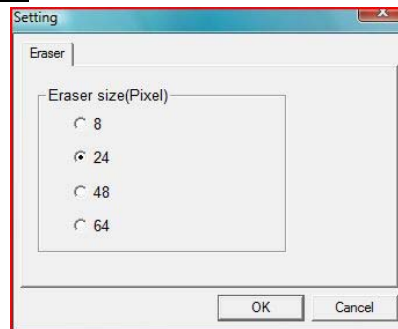 Setting
Eraser
Eraser size(Pixel)
8
24
48
64
OK Cancel